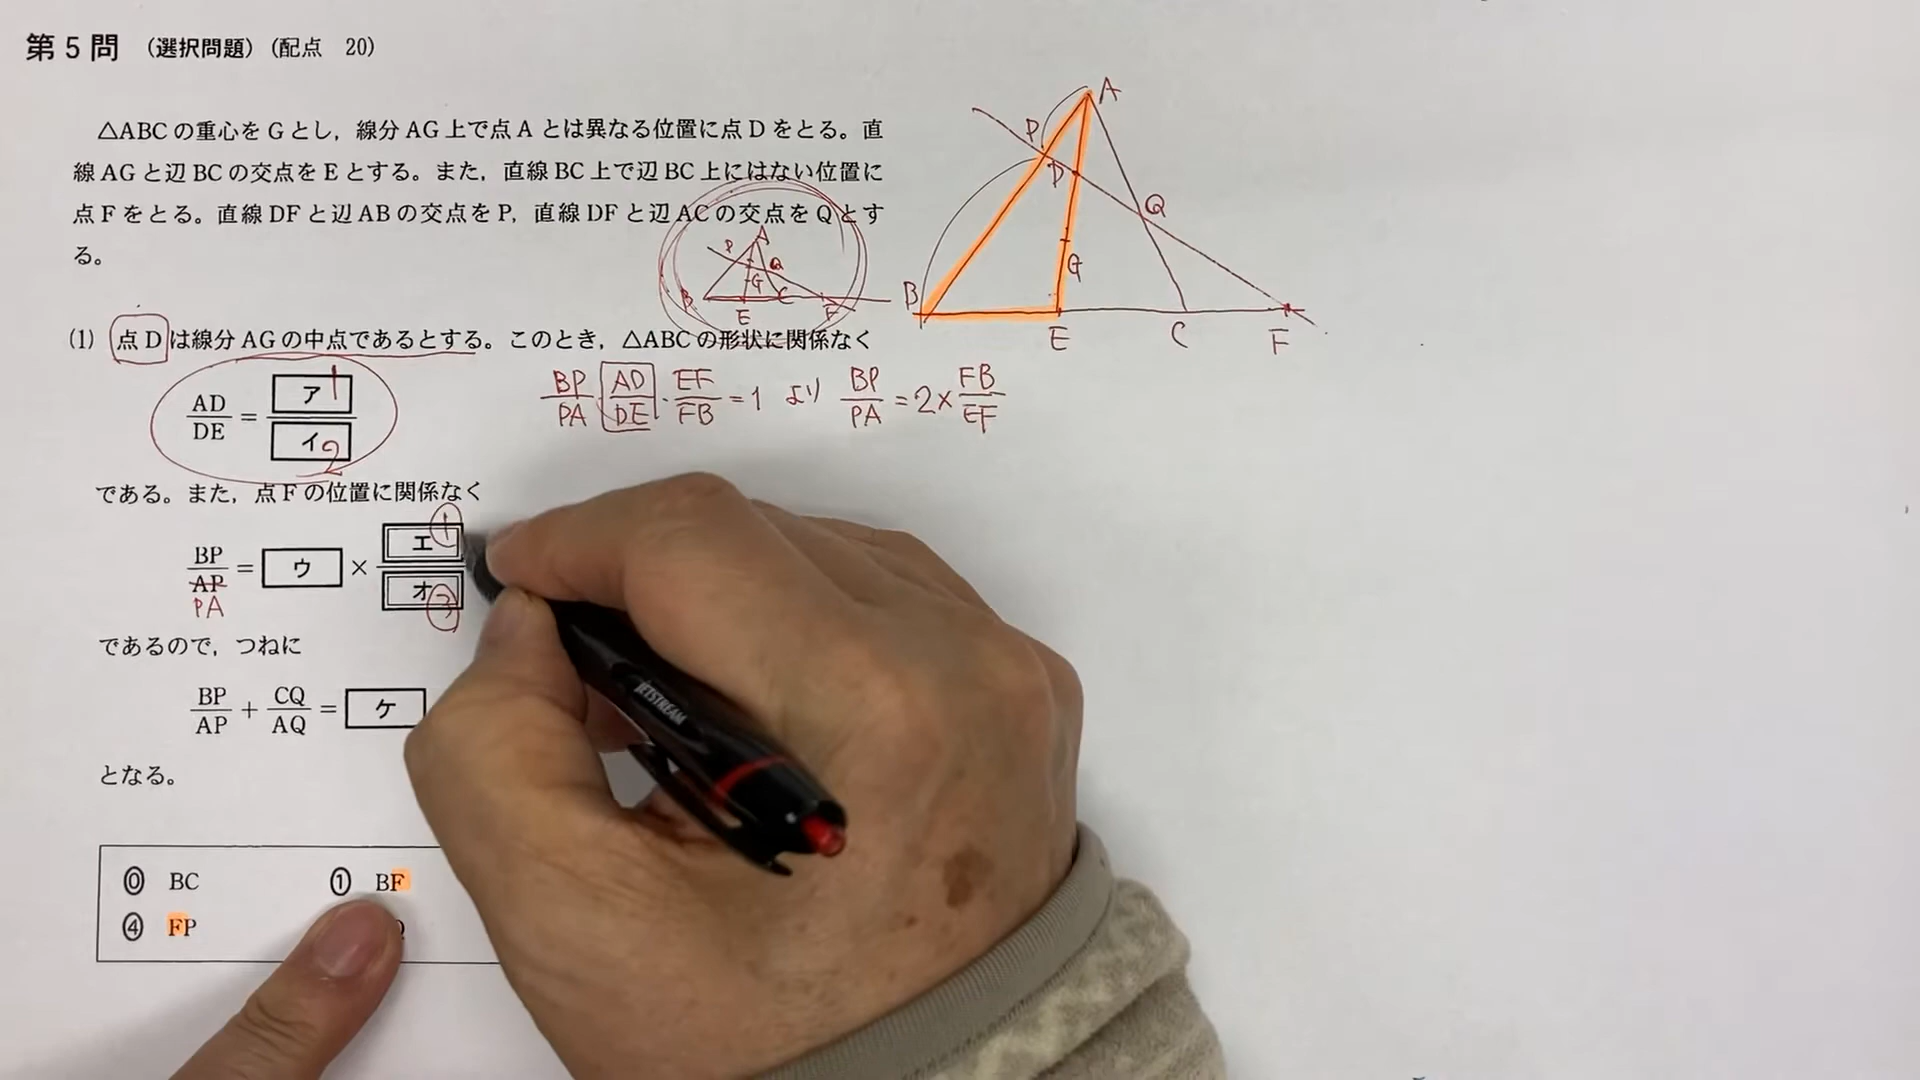 第5問 (選択問題) (配点 20)
△ABCの重心をGとし,線分AG上で点Aとは異なる位置に点Dをとる。直
線AGと辺BCの交点をEとする。また,直線BC上で辺BC上にはない位置に
点Fをとる。直線DFと辺ABの交点をP,直線DFと辺ACの交点をQとす
る。
A
P
D
Q
G
B
E
C
F
A
P
Q
G
B
C
E
F
(1) 点Dは線分AGの中点であるとする。このとき,△ABCの形状に関係なく
AD/DE = ア/イ
1
2
BP/PA・AD/DE・EF/FB=1 より BP/PA=2×FB/EF
である。また,点Fの位置に関係なく
BP/AP = ウ × エ/オ
PA
①
③
であるので,つねに
BP/AP + CQ/AQ = ケ
となる。
⓪ BC ① BF
④ FP
JETSTREAM